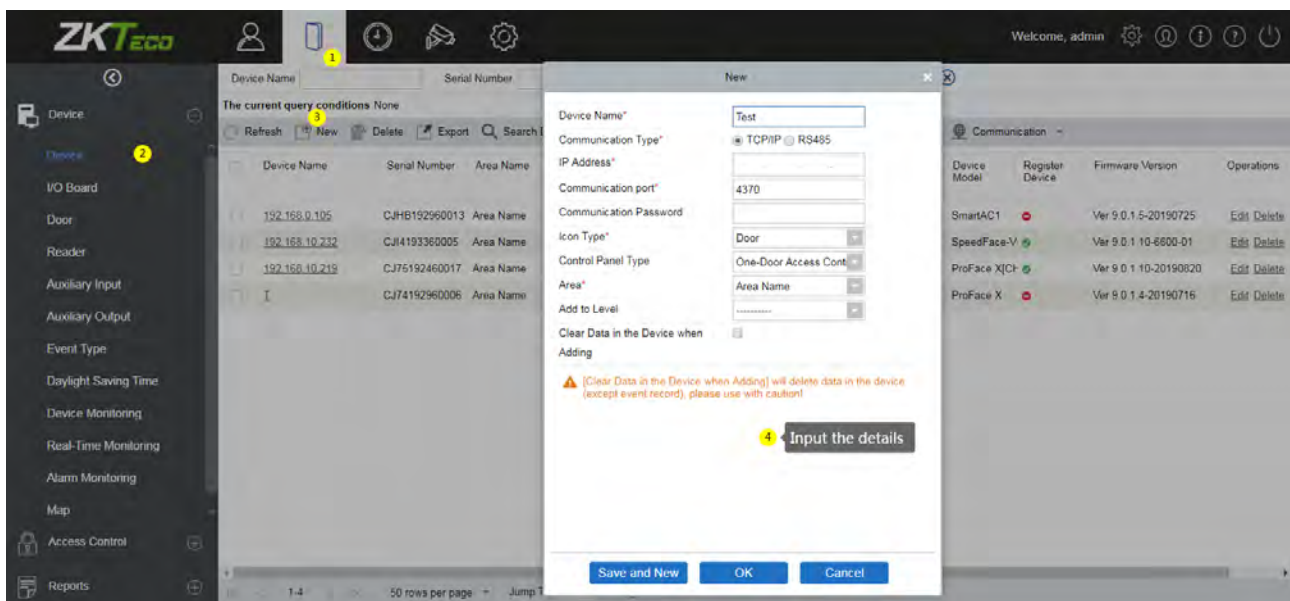 ZKTeco
Welcome, admin
1
Device Name
Serial Number
The current query conditions None
3
Refresh New Delete Export Search
Device Name Serial Number Area Name
192.168.0.105 CJHB192960013 Area Name
192.168.10.232 CJI4193360005 Area Name
192.168.10.219 CJ76192460017 Area Name
CJ74192960006 Area Name
1-4 50 rows per page Jump T
Device
Device 2
I/O Board
Door
Reader
Auxiliary Input
Auxiliary Output
Event Type
Daylight Saving Time
Device Monitoring
Real-Time Monitoring
Alarm Monitoring
Map
Access Control
Reports
New
Device Name* Test
Communication Type* TCP/IP RS485
IP Address*
Communication port* 4370
Communication Password
Icon Type* Door
Control Panel Type One-Door Access Cont
Area* Area Name
Add to Level ----------
Clear Data in the Device when
Adding
[Clear Data in the Device when Adding] will delete data in the device
(except event record), please use with caution!
4 Input the details
Save and New OK Cancel
Communication
Device Model Register Device Firmware Version Operations
SmartAC1 Ver 9.0.1.5-20190725 Edit Delete
SpeedFace-V Ver 9.0.1.10-6600-01 Edit Delete
ProFace X[CH Ver 9.0.1.10-20190820 Edit Delete
ProFace X Ver 9.0.1.4-20190716 Edit Delete